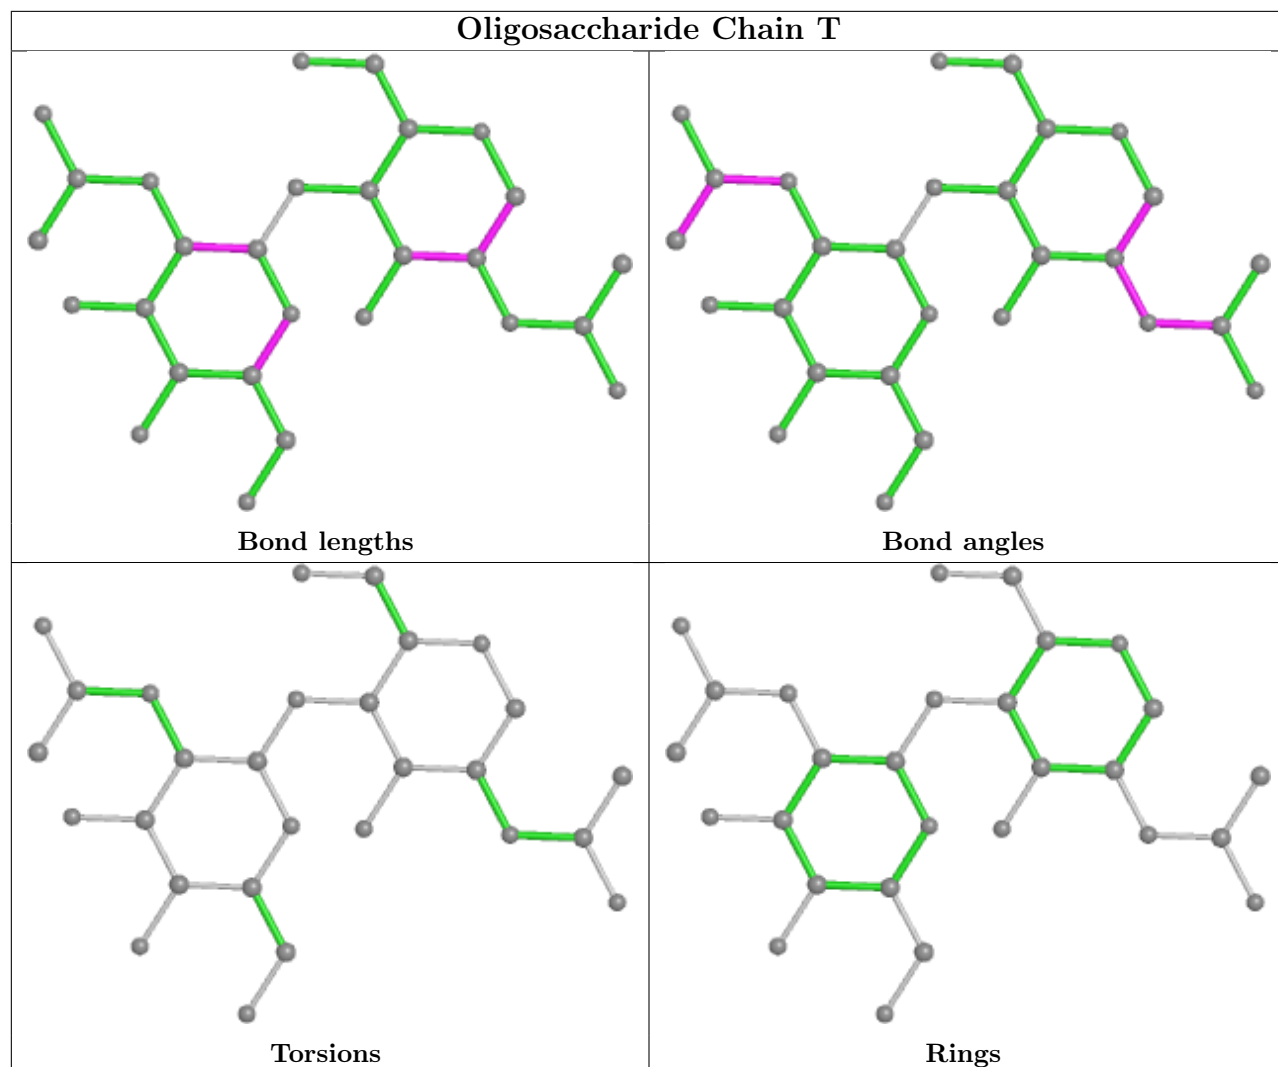 Oligosaccharide Chain T
Bond lengths
Bond angles
Torsions
Rings